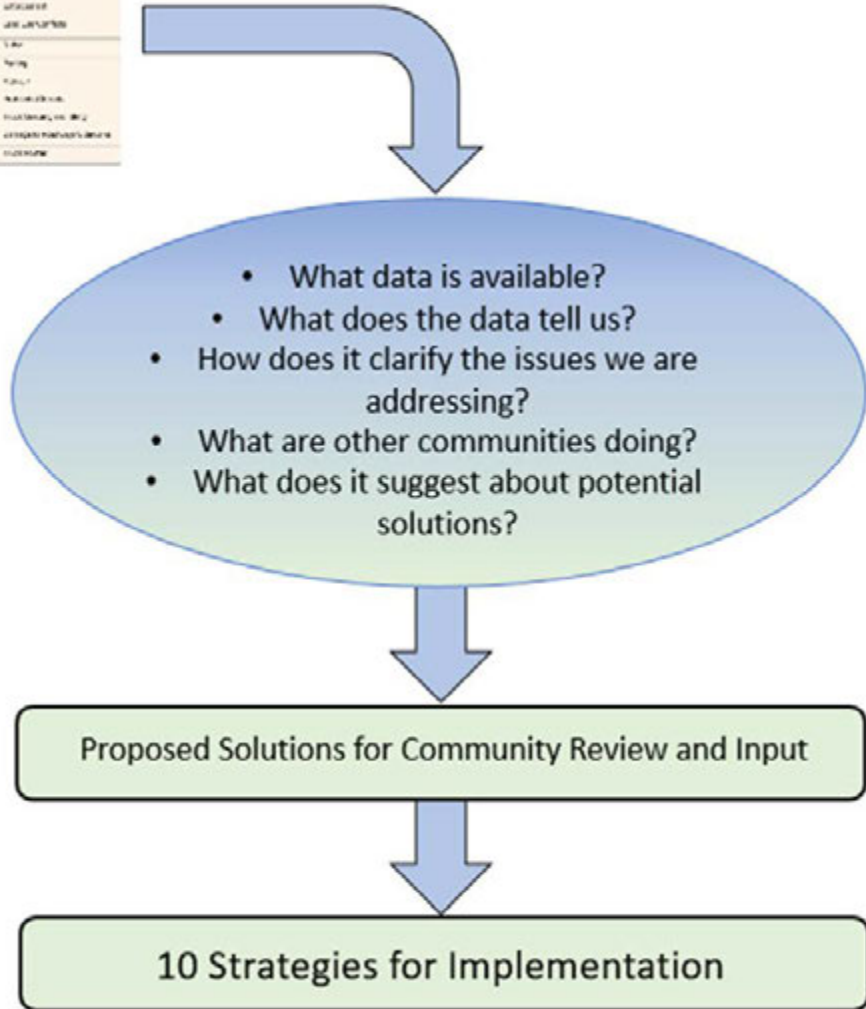 • What data is available?
• What does the data tell us?
• How does it clarify the issues we are
addressing?
• What are other communities doing?
• What does it suggest about potential
solutions?
Proposed Solutions for Community Review and Input
10 Strategies for Implementation